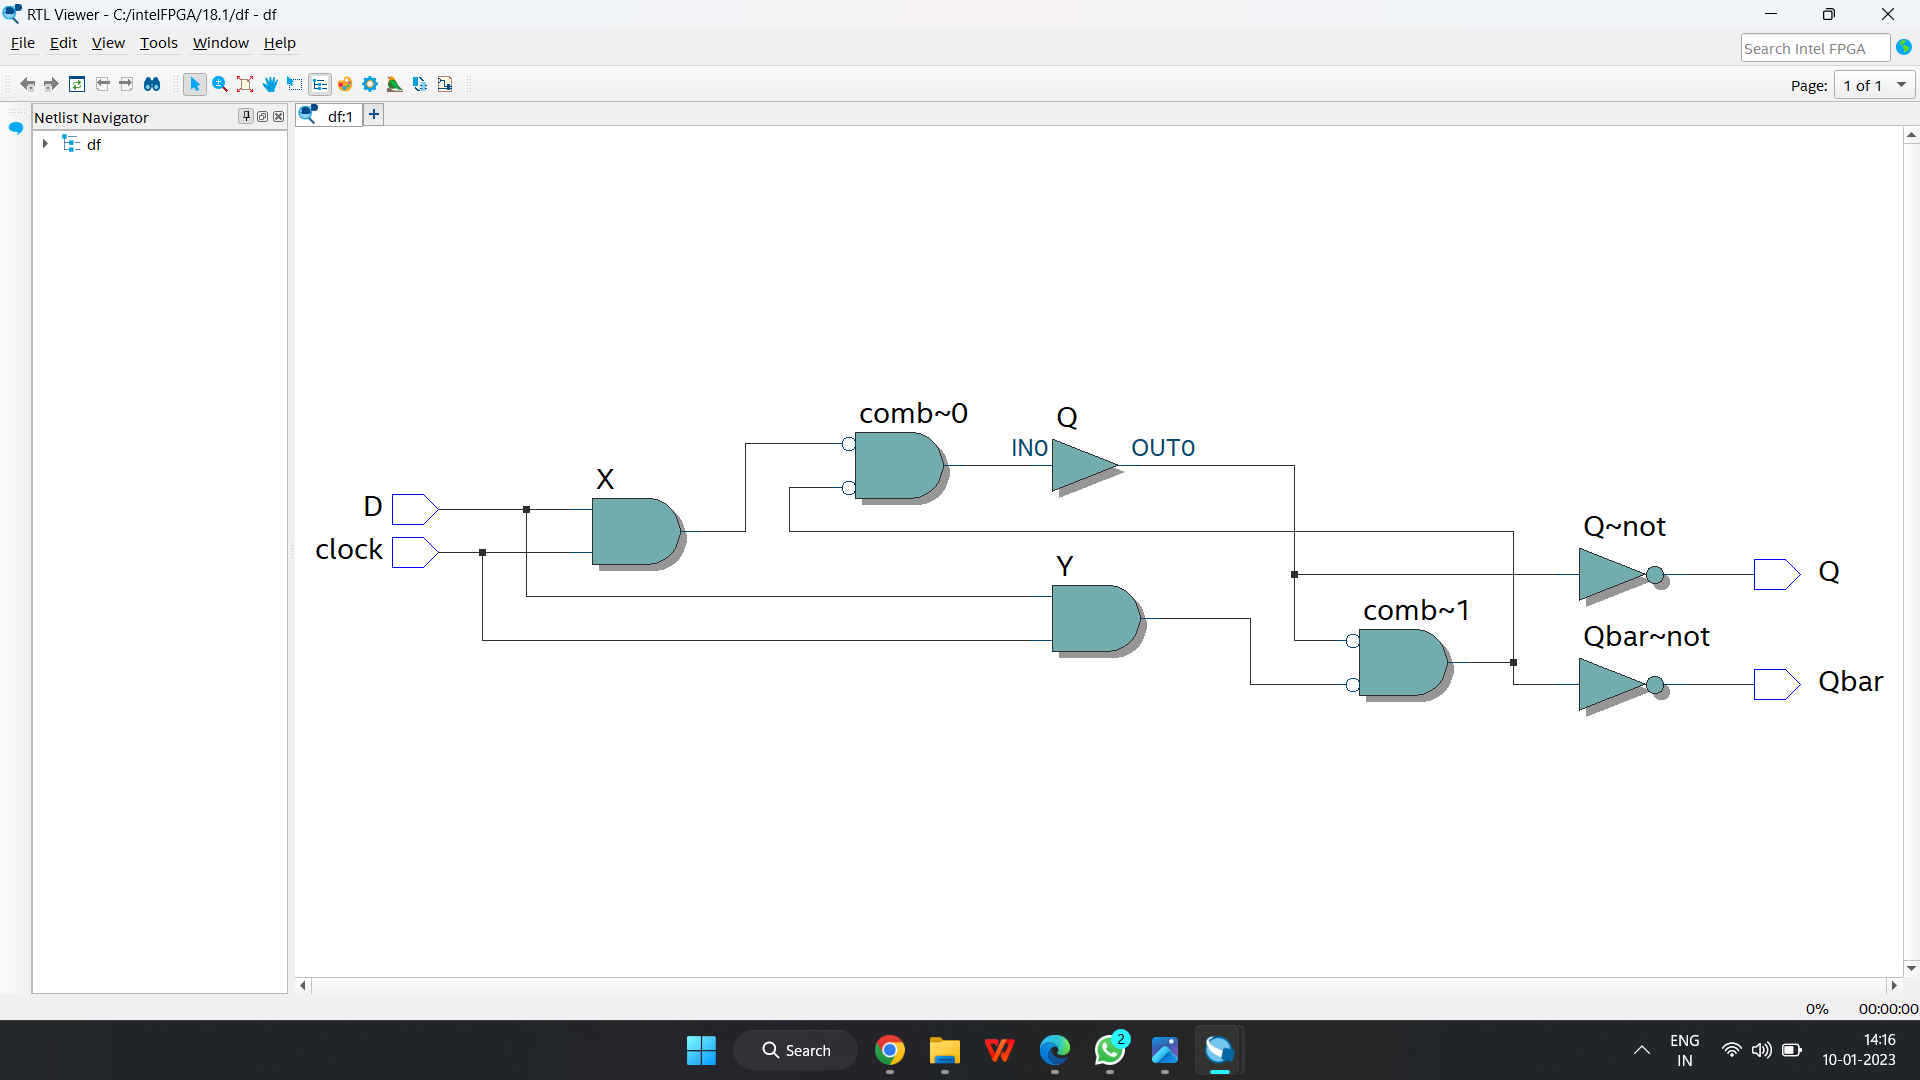 RTL Viewer - C:/intelFPGA/18.1/df - df
File Edit View Tools Window Help
Search Intel FPGA
Page: 1 of 1
Netlist Navigator
df:1 +
df
comb~0
Q
IN0 OUT0
X
D
clock
Y
Q~not
Q
comb~1
Qbar~not
Qbar
0% 00:00:00
Search
2
ENG
IN
14:16
10-01-2023